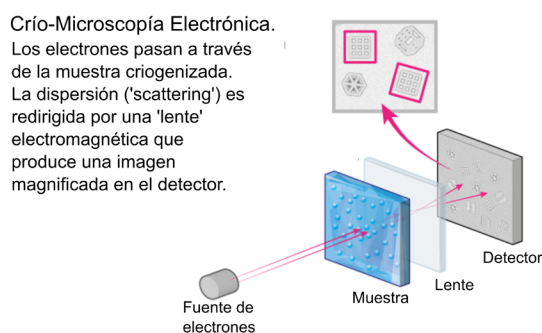 Crío-Microscopía Electrónica.
Los electrones pasan a través
de la muestra criogenizada.
La dispersión ('scattering') es
redirigida por una 'lente'
electromagnética que
produce una imagen
magnificada en el detector.
Detector
Lente
Muestra
Fuente de
electrones